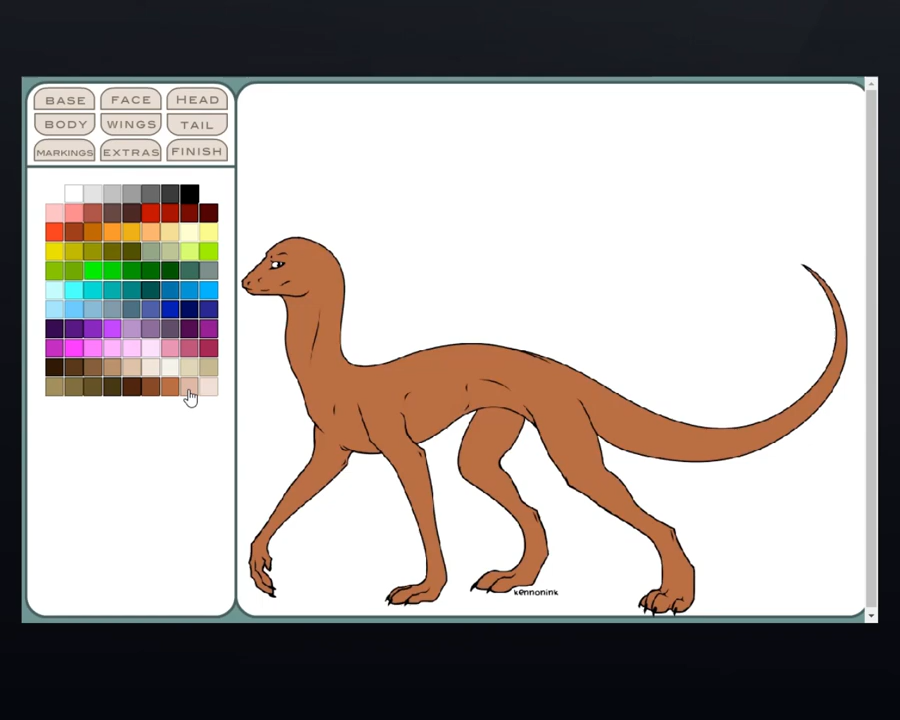 BASE FACE HEAD
BODY WINGS TAIL
MARKINGS EXTRAS FINISH
kennonink